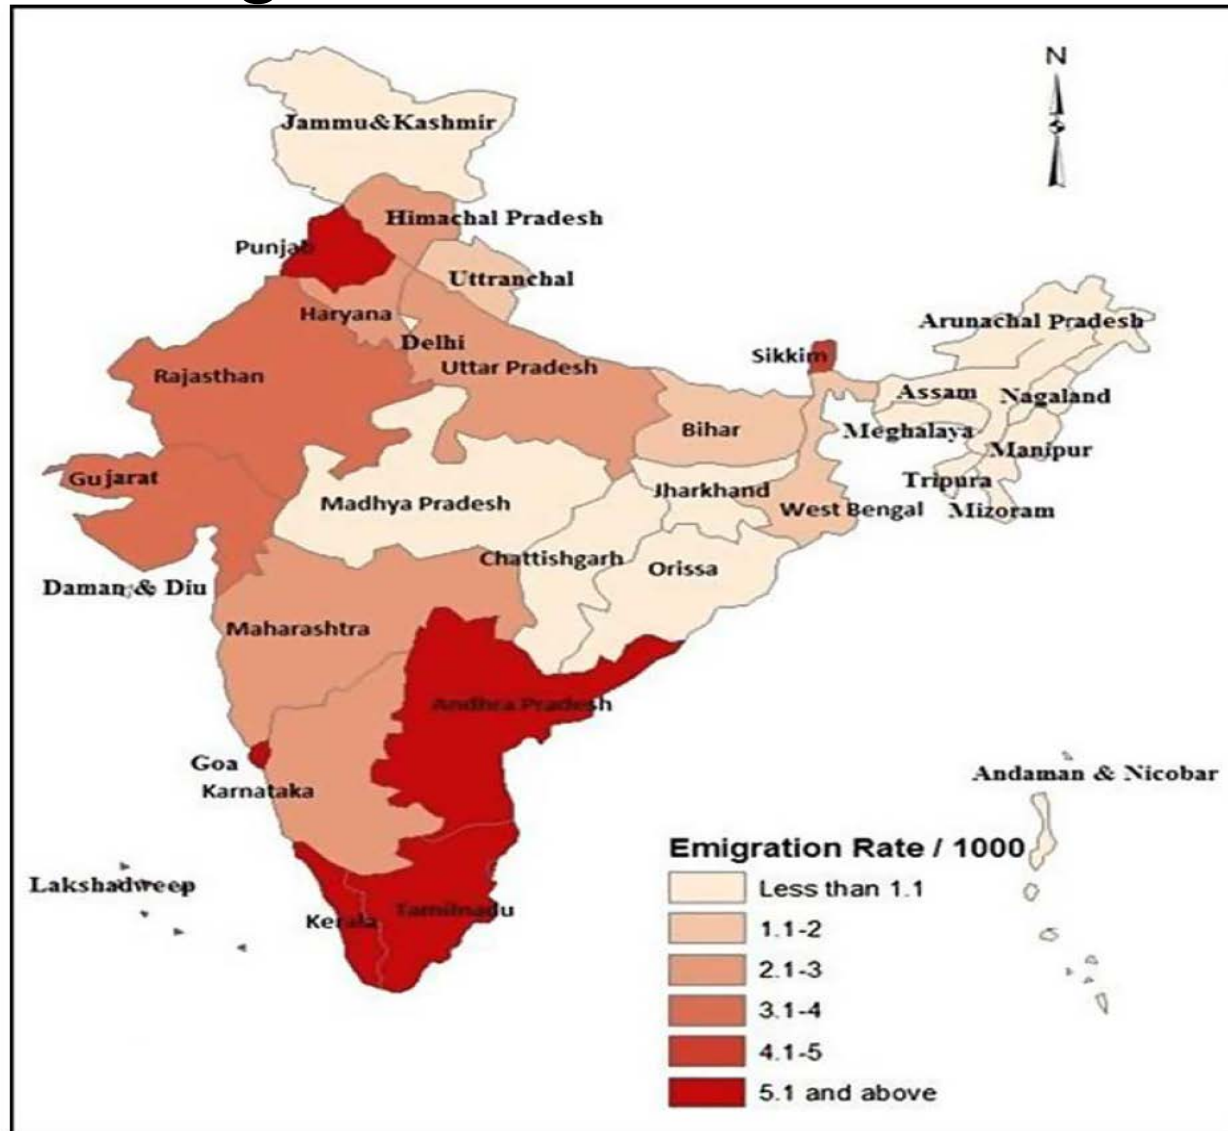 N
Jammu&Kashmir
Himachal Pradesh
Punjab
Uttranchal
Haryana
Arunachal Pradesh
Delhi
Sikkim
Uttar Pradesh
Rajasthan
Assam
Nagaland
Bihar
Meghalaya
Manipur
Gujarat
Tripura
Jharkhand
Madhya Pradesh
West Bengal
Mizoram
Chattishgarh
Orissa
Daman & Diu
Maharashtra
Andhra Pradesh
Goa
Andaman & Nicobar
Karnataka
Emigration Rate / 1000
Lakshadweep
Less than 1.1
Tamilnadu
Kerala
1.1-2
2.1-3
3.1-4
4.1-5
5.1 and above